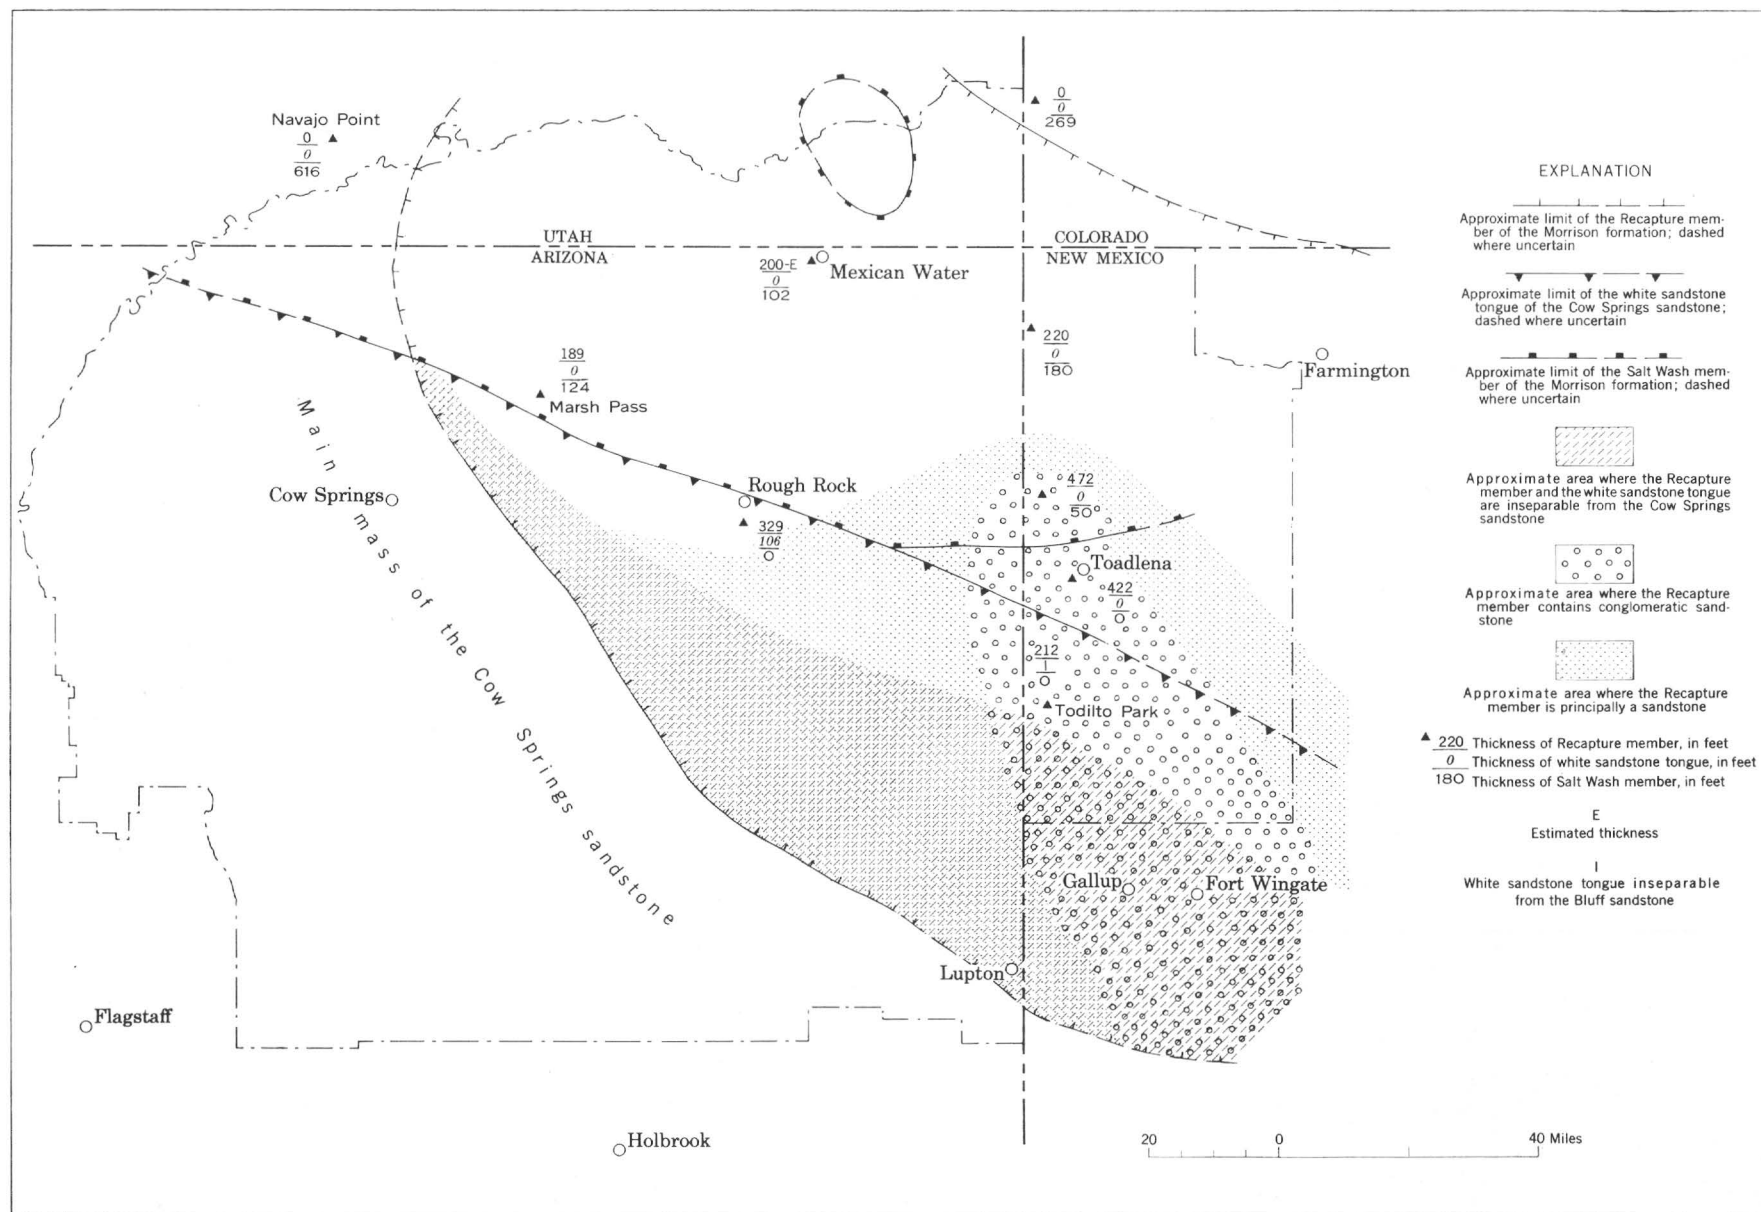 Navajo Point
0
0
616
0
0
269
UTAH
ARIZONA
COLORADO
NEW MEXICO
200-E
0
102
Mexican Water
220
0
180
Farmington
189
0
124
Marsh Pass
Cow Springs
Rough Rock
329
106
0
472
0
50
Toadlena
422
0
0
212
I
0
Todilto Park
Main mass of the Cow Springs sandstone
Gallup
Fort Wingate
Lupton
Flagstaff
Holbrook
20
0
40 Miles
EXPLANATION
Approximate limit of the Recapture mem-
ber of the Morrison formation; dashed
where uncertain
Approximate limit of the white sandstone
tongue of the Cow Springs sandstone;
dashed where uncertain
Approximate limit of the Salt Wash mem-
ber of the Morrison formation; dashed
where uncertain
Approximate area where the Recapture
member and the white sandstone tongue
are inseparable from the Cow Springs
sandstone
Approximate area where the Recapture
member contains conglomeratic sand-
stone
Approximate area where the Recapture
member is principally a sandstone
220 Thickness of Recapture member, in feet
0 Thickness of white sandstone tongue, in feet
180 Thickness of Salt Wash member, in feet
E
Estimated thickness
I
White sandstone tongue inseparable
from the Bluff sandstone